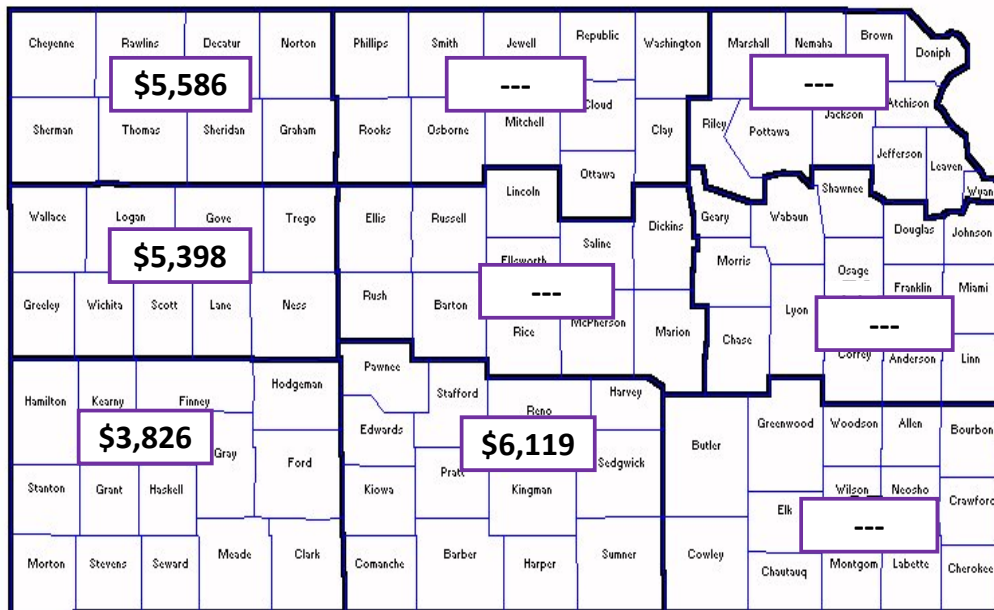 Cheyenne Rawlins Decatur Norton Phillips Smith Jewell Republic Washington Marshall Nemaha Brown Doniph
$5,586 --- ---
Sherman Thomas Sheridan Graham Rooks Osborne Mitchell Cloud Clay Riley Pottawa Jackson Atchison
Ottawa Jefferson Leaven Wyan
Wallace Logan Gove Trego Ellis Russell Lincoln Saline Dickins Geary Wabaun Shawnee Douglas Johnson
$5,398 Ellsworth Morris Osage
Greeley Wichita Scott Lane Ness Rush Barton --- Lyon Franklin Miami
Rice McPherson Marion Chase --- Coffey Anderson Linn
Hamilton Kearny Finney Hodgeman Pawnee Stafford Reno Harvey Butler Greenwood Woodson Allen Bourbon
$3,826 Gray Edwards $6,119
Stanton Grant Haskell Ford Kiowa Pratt Kingman Sedgwick Elk Wilson Neosho Crawford
---
Morton Stevens Seward Meade Clark Comanche Barber Harper Sumner Cowley Chautauq Montgom Labette Cherokee